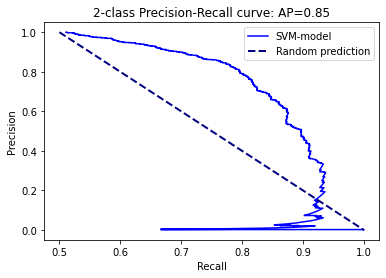 2-class Precision-Recall curve: AP=0.85
SVM-model
Random prediction
Precision
1.0
0.8
0.6
0.4
0.2
0.0
0.5 0.6 0.7 0.8 0.9 1.0
Recall